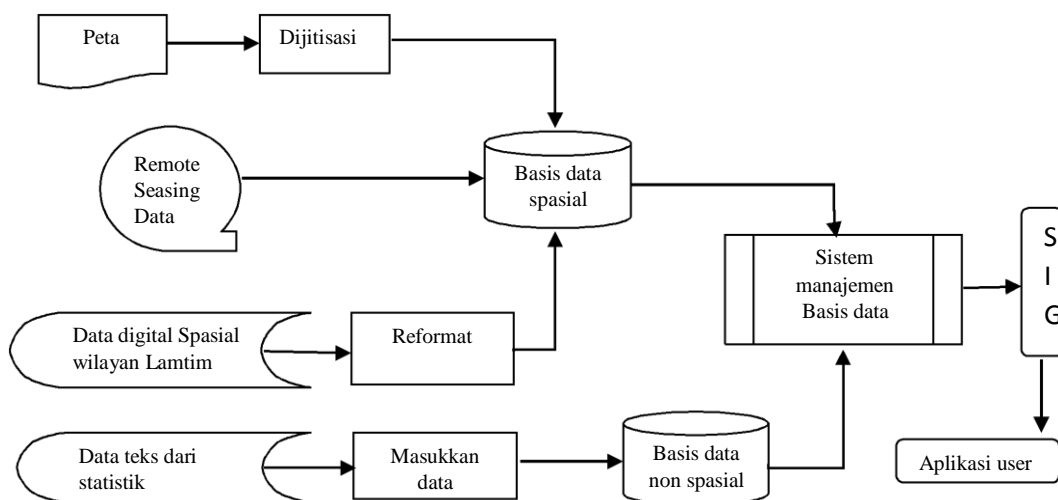 Peta
Dijitisasi
Remote
Seasing
Data
Basis data
spasial
Data digital Spasial
wilayan Lamtim
Reformat
Sistem
manajemen
Basis data
S
I
G
Data teks dari
statistik
Masukkan
data
Basis data
non spasial
Aplikasi user